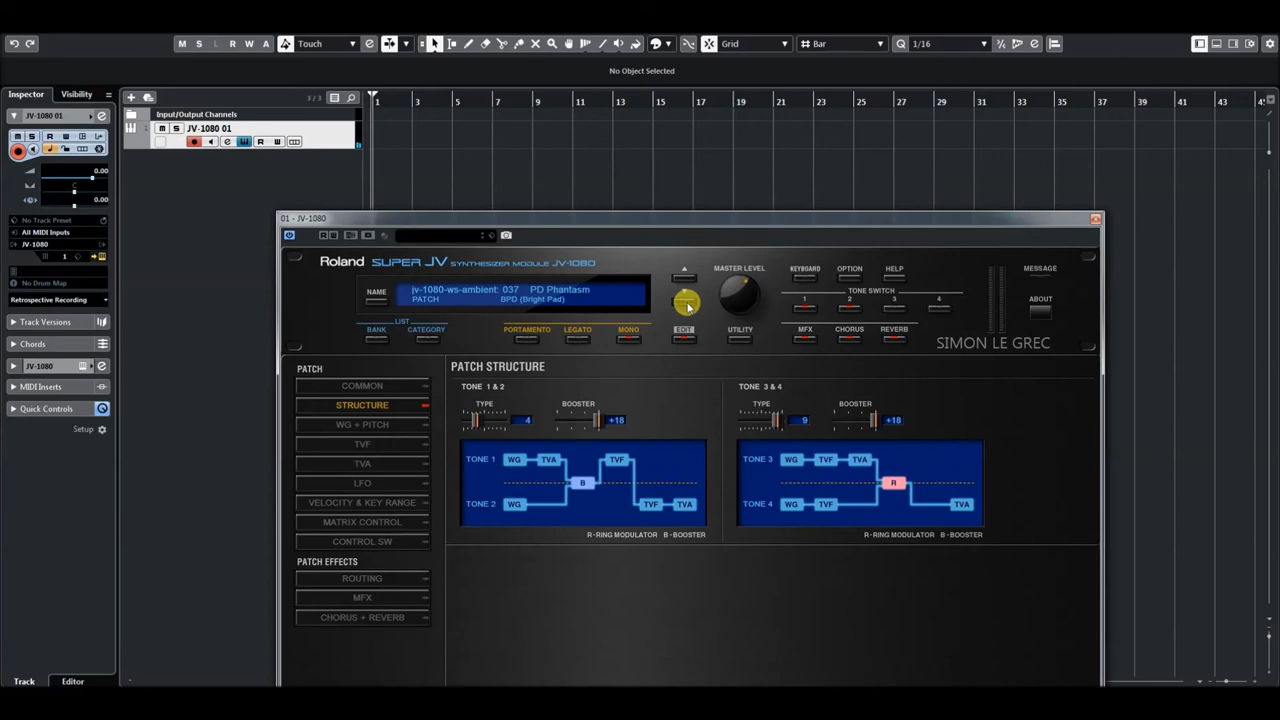 M S L R W A Touch Grid Bar Q 1/16
No Object Selected
Inspector Visibility
3 / 3
1 3 5 7 9 11 13 15 17 19 21 23 25 27 29 31 33 35 37 39 41 43
JV-1080 01
Input/Output Channels
1 M S JV-1080 01
R W
M S R W
0.00
C
0.00
0.00
No Track Preset
All MIDI Inputs
JV-1080
1
No Drum Map
Retrospective Recording
Track Versions
Chords
JV-1080
MIDI Inserts
Quick Controls
Setup
01 - JV-1080
Roland SUPER JV SYNTHESIZER MODULE JV-1080
MASTER LEVEL
KEYBOARD OPTION HELP
MESSAGE
NAME
jv-1080-ws-ambient: 037 PD Phantasm
PATCH BPD (Bright Pad)
TONE SWITCH
1 2 3 4
ABOUT
LIST
BANK CATEGORY
PORTAMENTO LEGATO MONO
EDIT UTILITY
MFX CHORUS REVERB
SIMON LE GREC
PATCH
COMMON
STRUCTURE
WG + PITCH
TVF
TVA
LFO
VELOCITY & KEY RANGE
MATRIX CONTROL
CONTROL SW
PATCH EFFECTS
ROUTING
MFX
CHORUS + REVERB
PATCH STRUCTURE
TONE 1 & 2
TYPE BOOSTER
4 +18
TONE 1 WG TVA TVF
B
TONE 2 WG TVF TVA
R-RING MODULATOR B-BOOSTER
TONE 3 & 4
TYPE BOOSTER
9 +18
TONE 3 WG TVF TVA
R
TONE 4 WG TVF TVA
R-RING MODULATOR B-BOOSTER
Track Editor